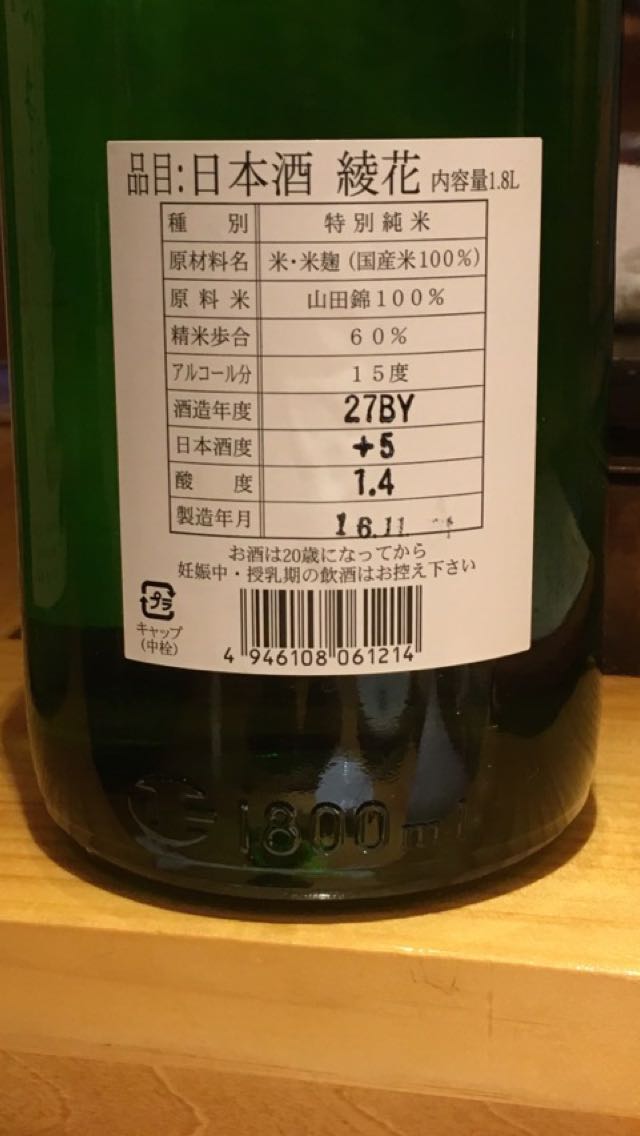 品目:日本酒 綾花 内容量1.8L
種 別 特別純米
原材料名 米・米麹(国産米100%)
原料米 山田錦100%
精米歩合 60%
アルコール分 15度
酒造年度 27BY
日本酒度 +5
酸 度 1.4
製造年月 16.11
お酒は20歳になってから
妊娠中・授乳期の飲酒はお控え下さい
プラ
キャップ
(中栓)
4 946108 061214
1800ml